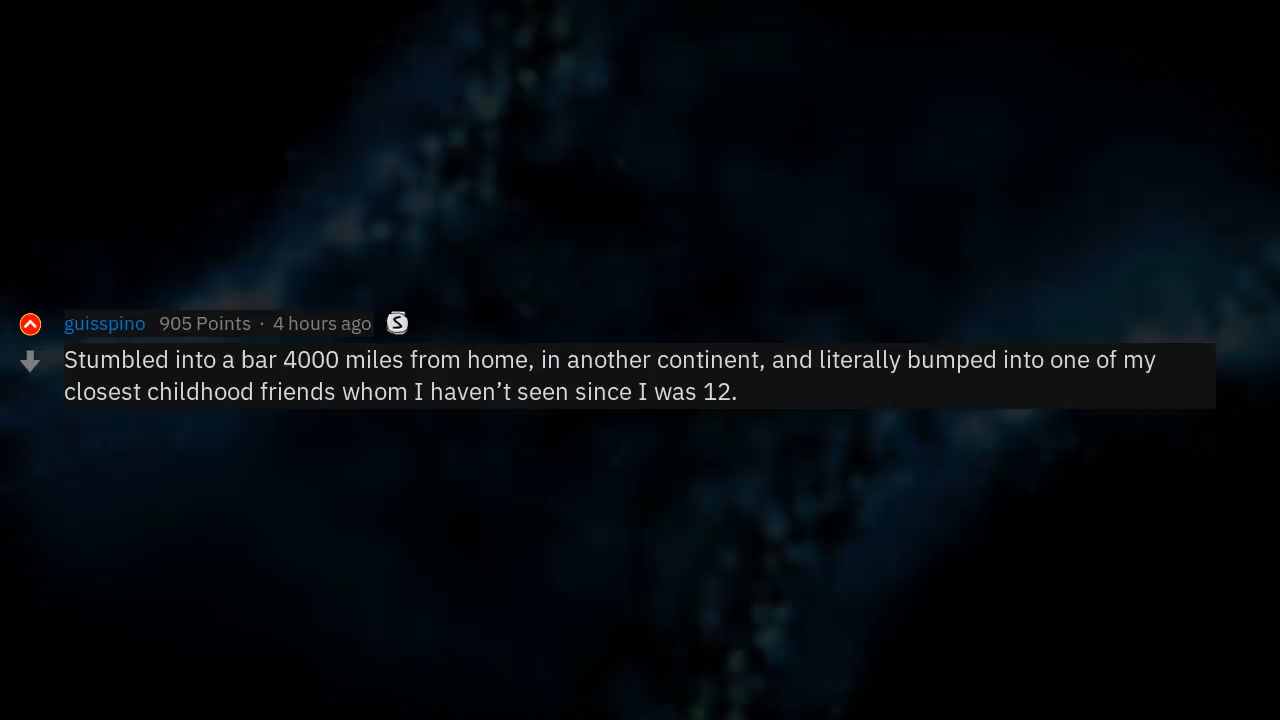 guisspino 905 Points · 4 hours ago S
Stumbled into a bar 4000 miles from home, in another continent, and literally bumped into one of my
closest childhood friends whom I haven’t seen since I was 12.